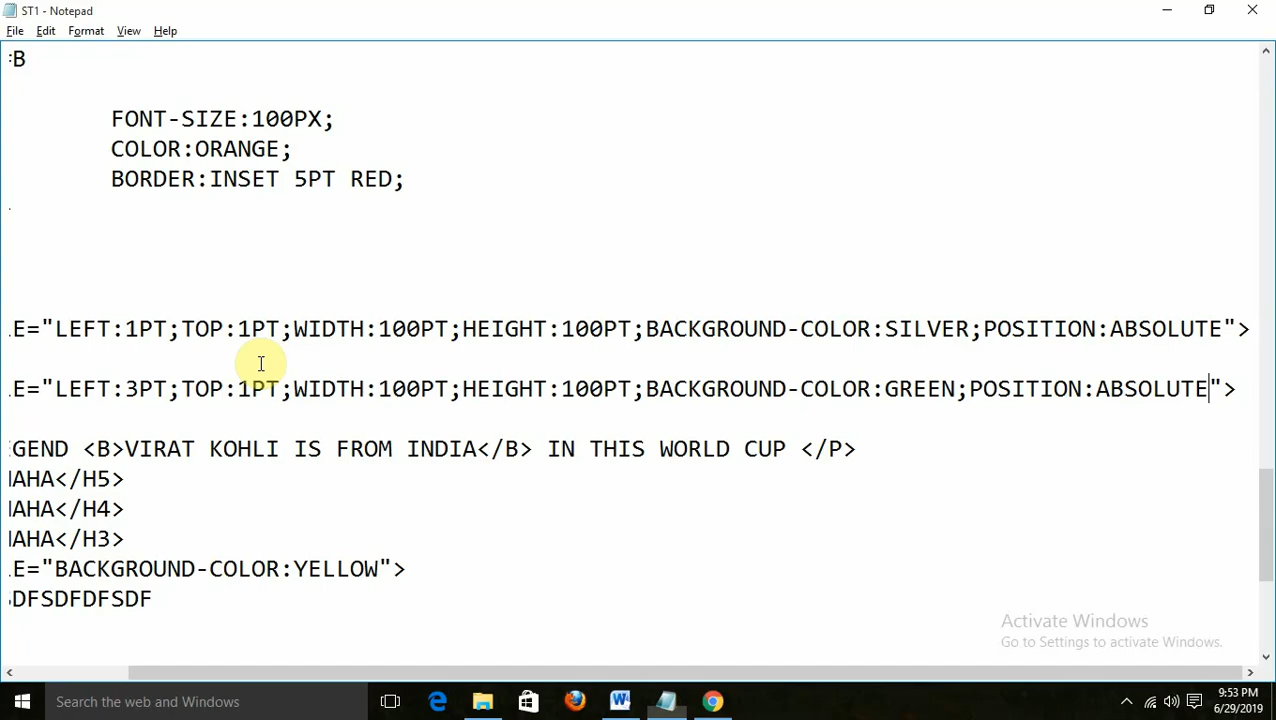 ST1 - Notepad
File Edit Format View Help
:B
FONT-SIZE:100PX;
COLOR:ORANGE;
BORDER:INSET 5PT RED;
LE="LEFT:1PT;TOP:1PT;WIDTH:100PT;HEIGHT:100PT;BACKGROUND-COLOR:SILVER;POSITION:ABSOLUTE">
LE="LEFT:3PT;TOP:1PT;WIDTH:100PT;HEIGHT:100PT;BACKGROUND-COLOR:GREEN;POSITION:ABSOLUTE">
GEND <B>VIRAT KOHLI IS FROM INDIA</B> IN THIS WORLD CUP </P>
AHA</H5>
AHA</H4>
AHA</H3>
LE="BACKGROUND-COLOR:YELLOW">
DFSDFDFSDF
Activate Windows
Go to Settings to activate Windows.
Search the web and Windows
9:53 PM
6/29/2019